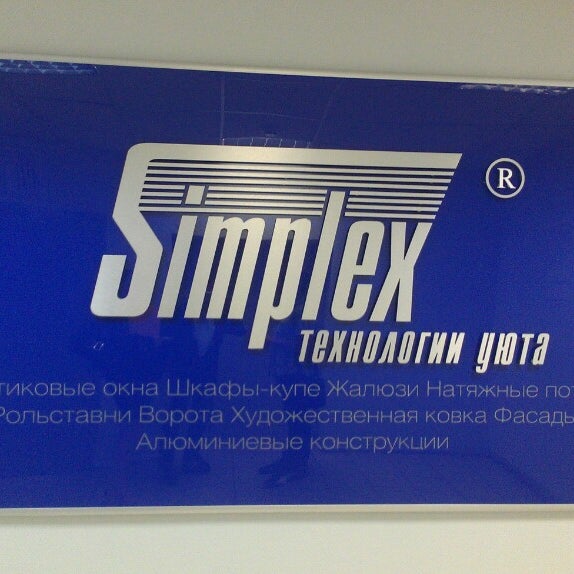 Simplex ®
технологии уюта
тиковые окна Шкафы-купе Жалюзи Натяжные пот
Рольставни Ворота Художественная ковка Фасады
Алюминиевые конструкции